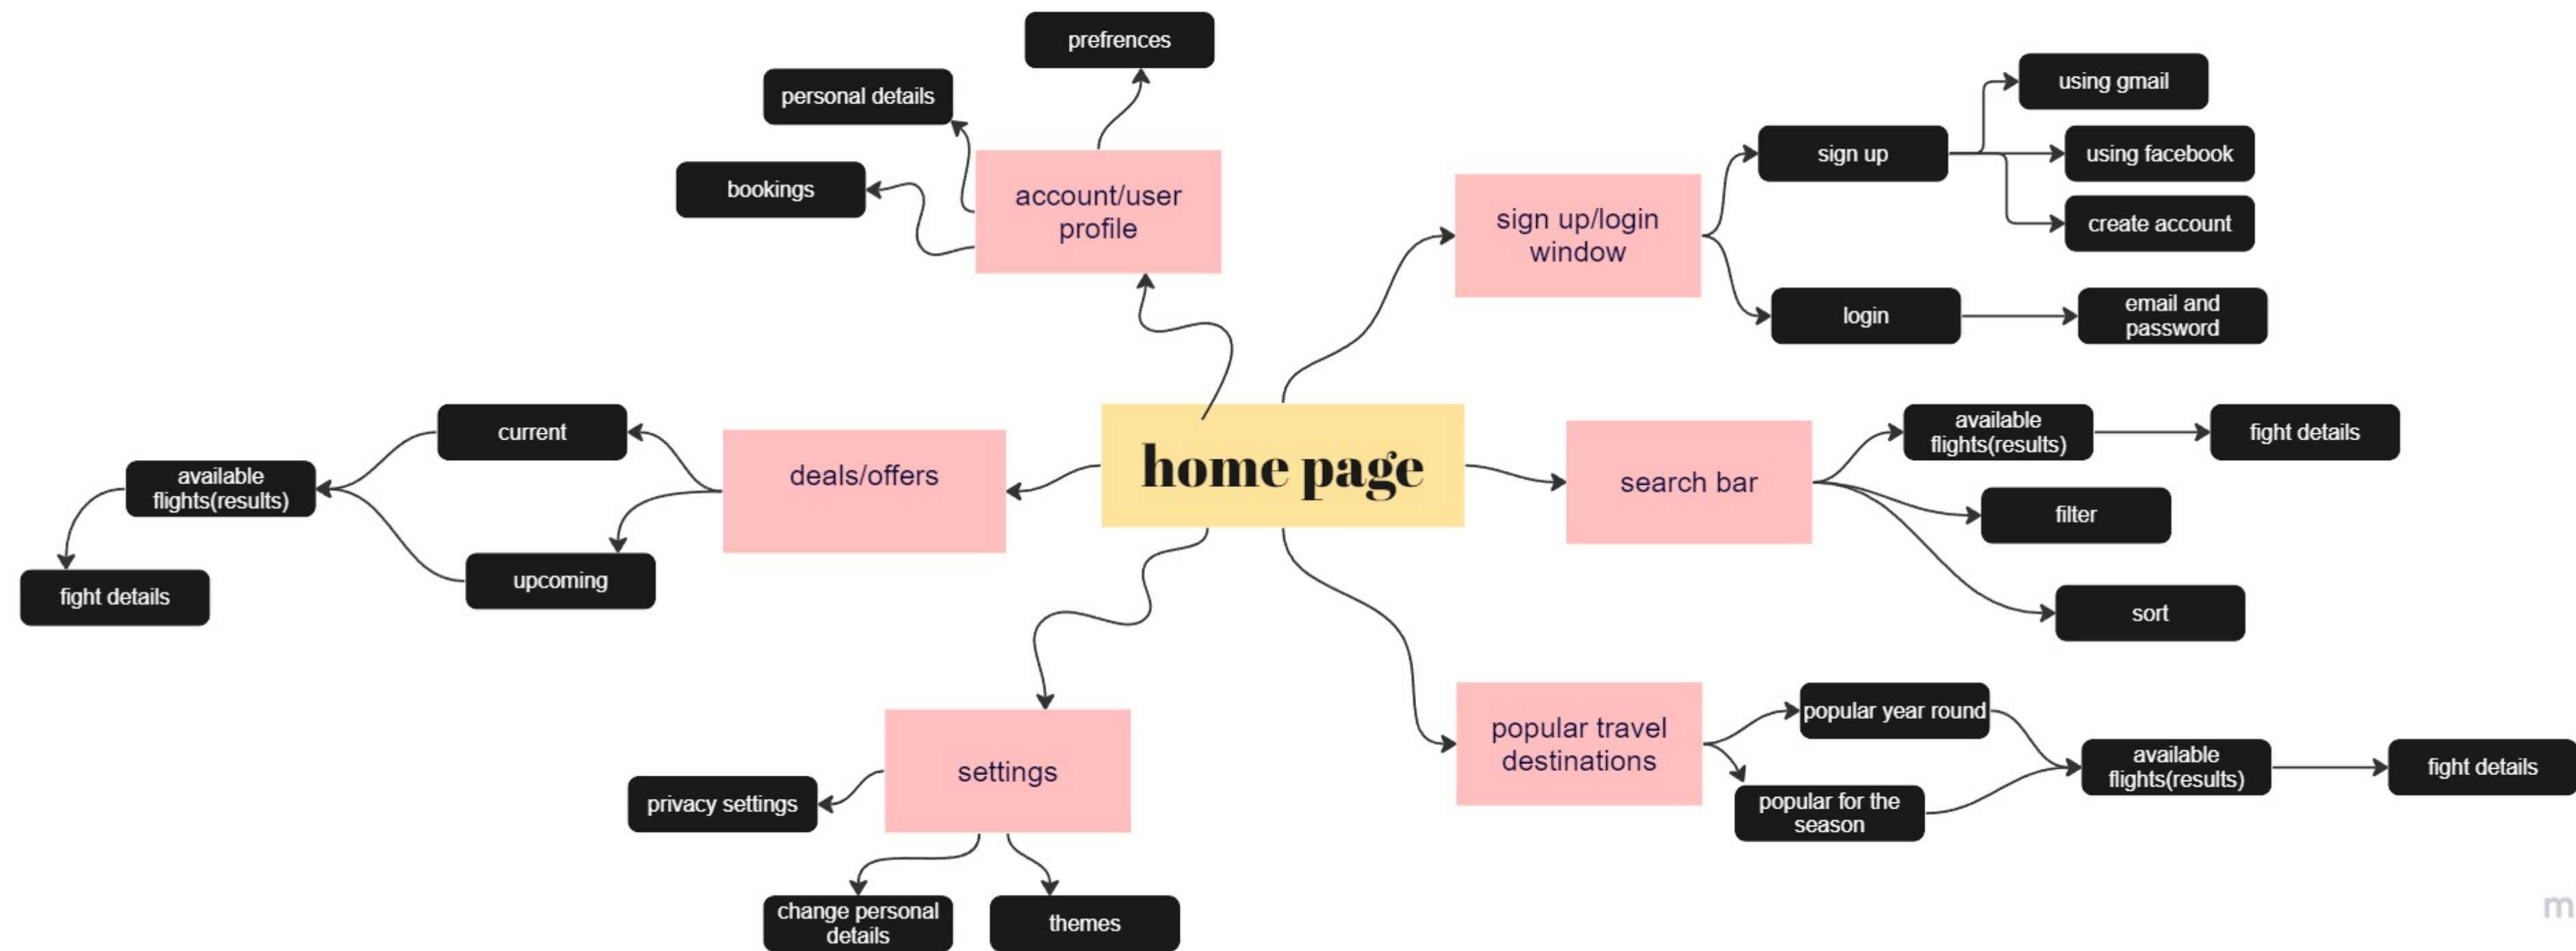 prefrences
personal details
bookings
account/user
profile
sign up/login
window
sign up
using gmail
using facebook
create account
login
email and
password
home page
deals/offers
current
upcoming
available
flights(results)
fight details
search bar
available
flights(results)
fight details
filter
sort
settings
privacy settings
change personal
details
themes
popular travel
destinations
popular year round
popular for the
season
available
flights(results)
fight details